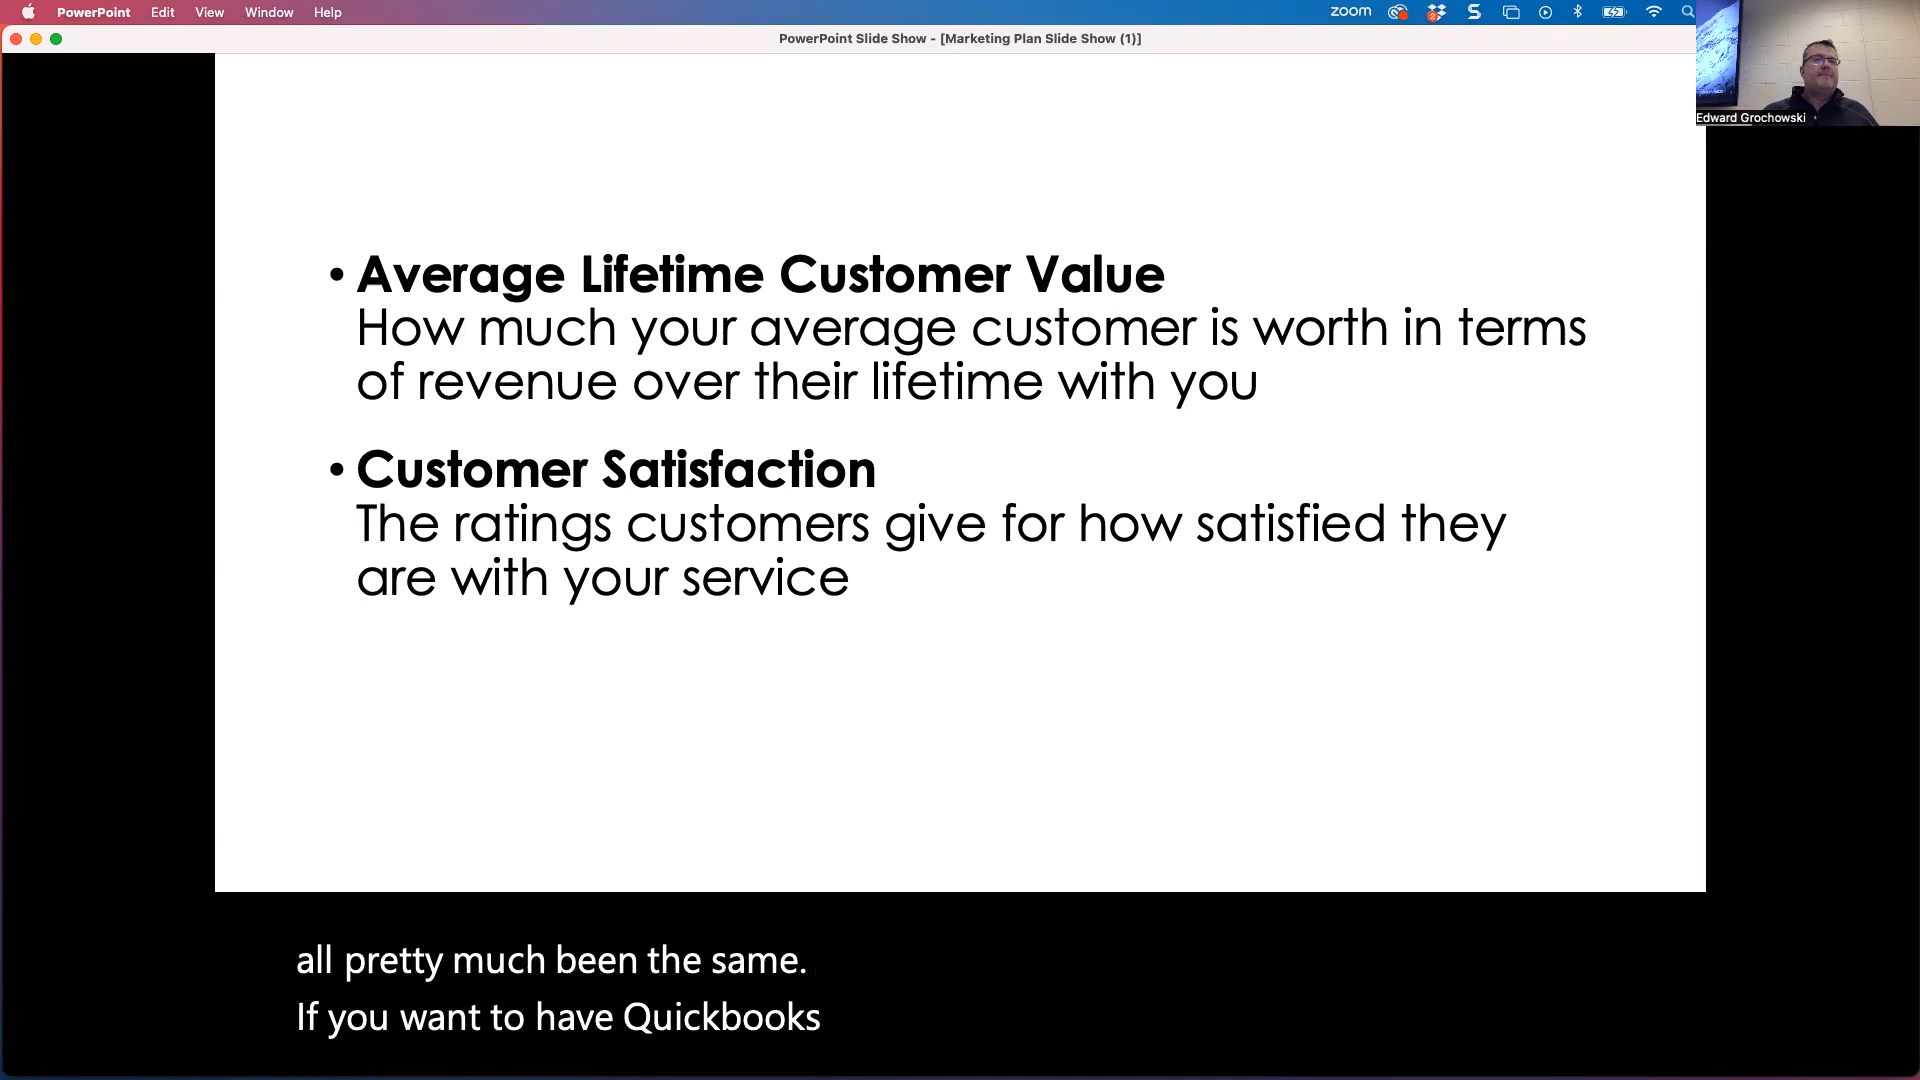 PowerPoint Edit View Window Help
zoom
2
PowerPoint Slide Show - [Marketing Plan Slide Show (1)]
Edward Grochowski
• Average Lifetime Customer Value
How much your average customer is worth in terms
of revenue over their lifetime with you
• Customer Satisfaction
The ratings customers give for how satisfied they
are with your service
all pretty much been the same.
If you want to have Quickbooks